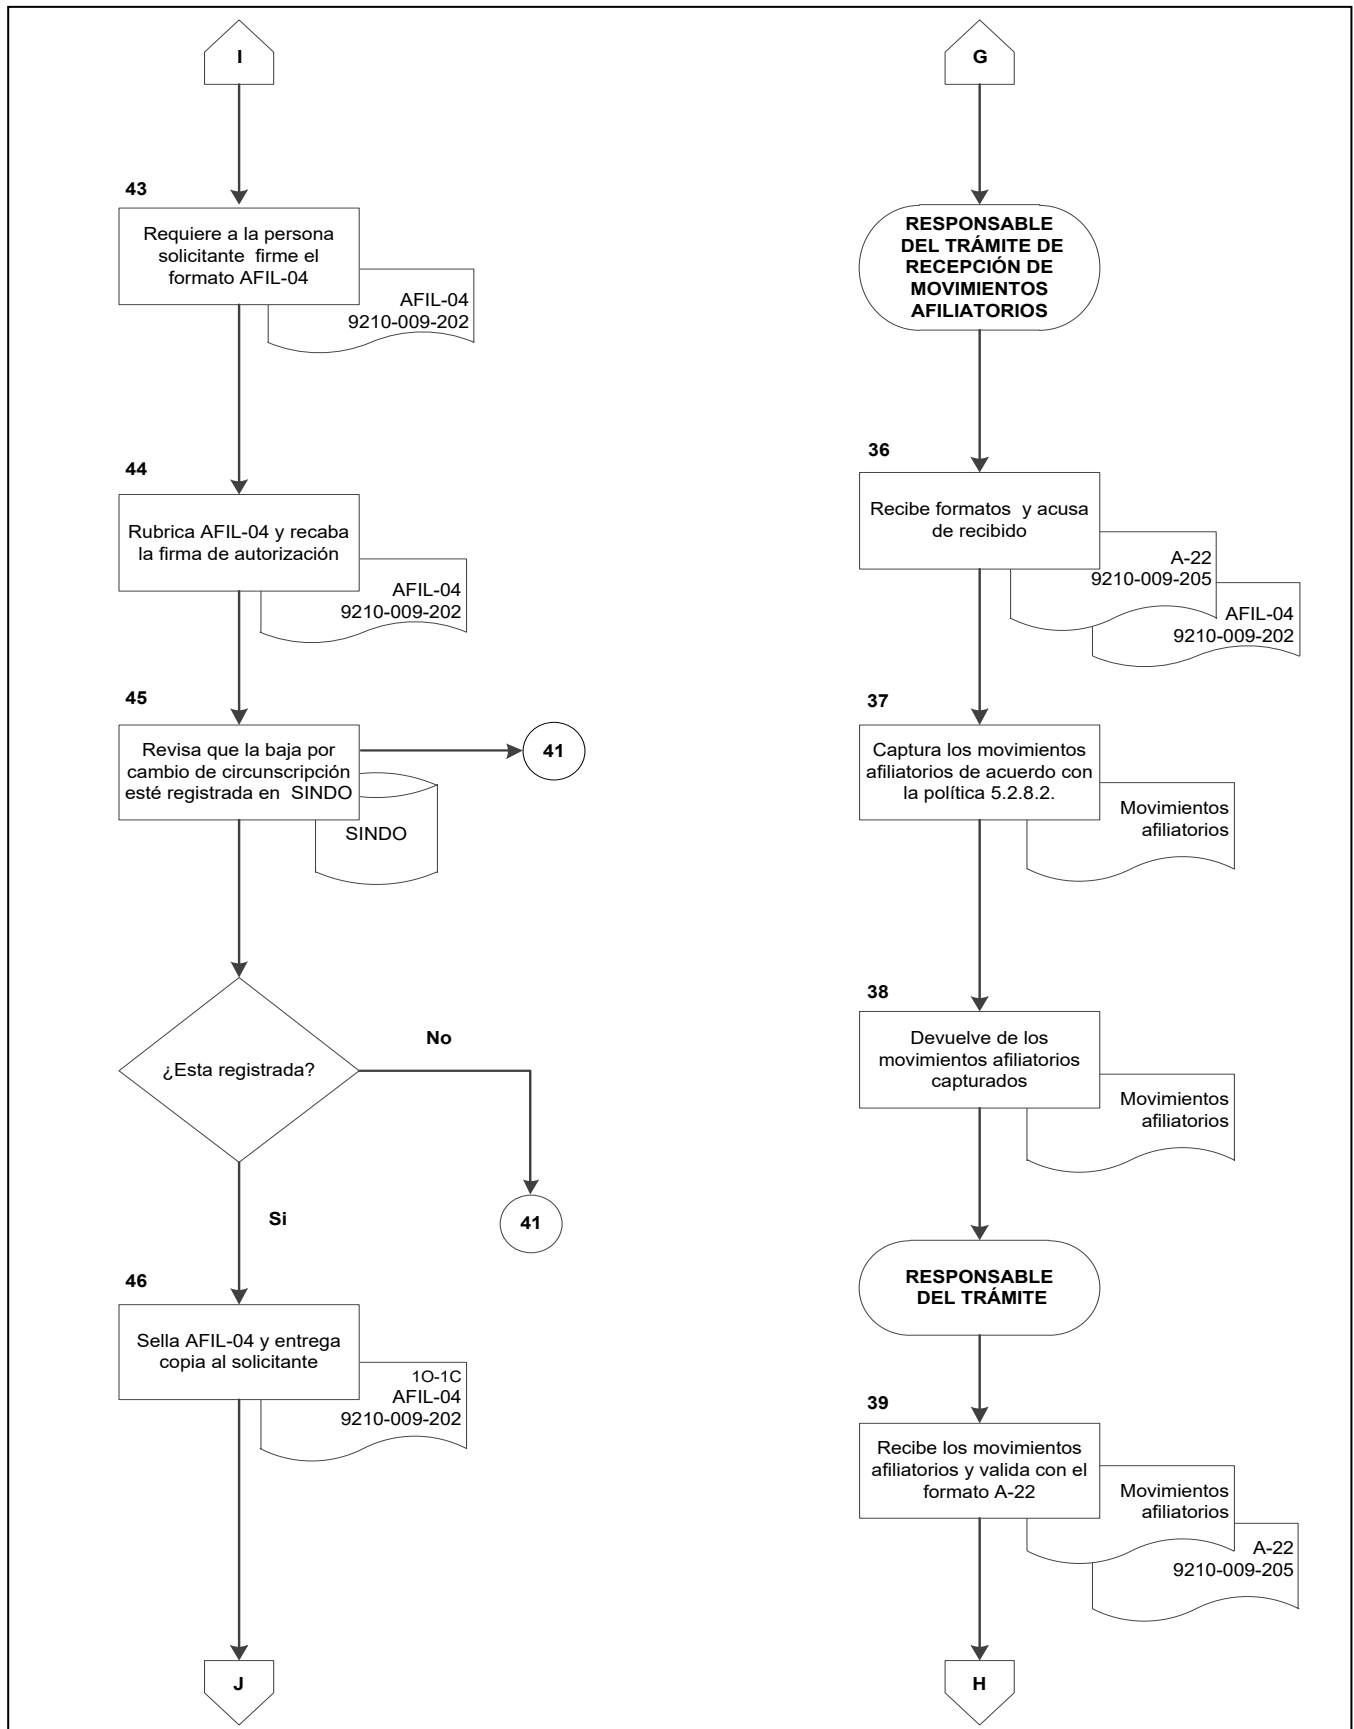 I
43
Requiere a la persona
solicitante firme el
formato AFIL-04
AFIL-04
9210-009-202
44
Rubrica AFIL-04 y recaba
la firma de autorización
AFIL-04
9210-009-202
45
Revisa que la baja por
cambio de circunscripción
esté registrada en SINDO
41
SINDO
¿Esta registrada?
No
41
Si
46
Sella AFIL-04 y entrega
copia al solicitante
1O-1C
AFIL-04
9210-009-202
J
G
RESPONSABLE
DEL TRÁMITE DE
RECEPCIÓN DE
MOVIMIENTOS
AFILIATORIOS
36
Recibe formatos y acusa
de recibido
A-22
9210-009-205
AFIL-04
9210-009-202
37
Captura los movimientos
afiliatorios de acuerdo con
la política 5.2.8.2.
Movimientos
afiliatorios
38
Devuelve de los
movimientos afiliatorios
capturados
Movimientos
afiliatorios
RESPONSABLE
DEL TRÁMITE
39
Recibe los movimientos
afiliatorios y valida con el
formato A-22
Movimientos
afiliatorios
A-22
9210-009-205
H